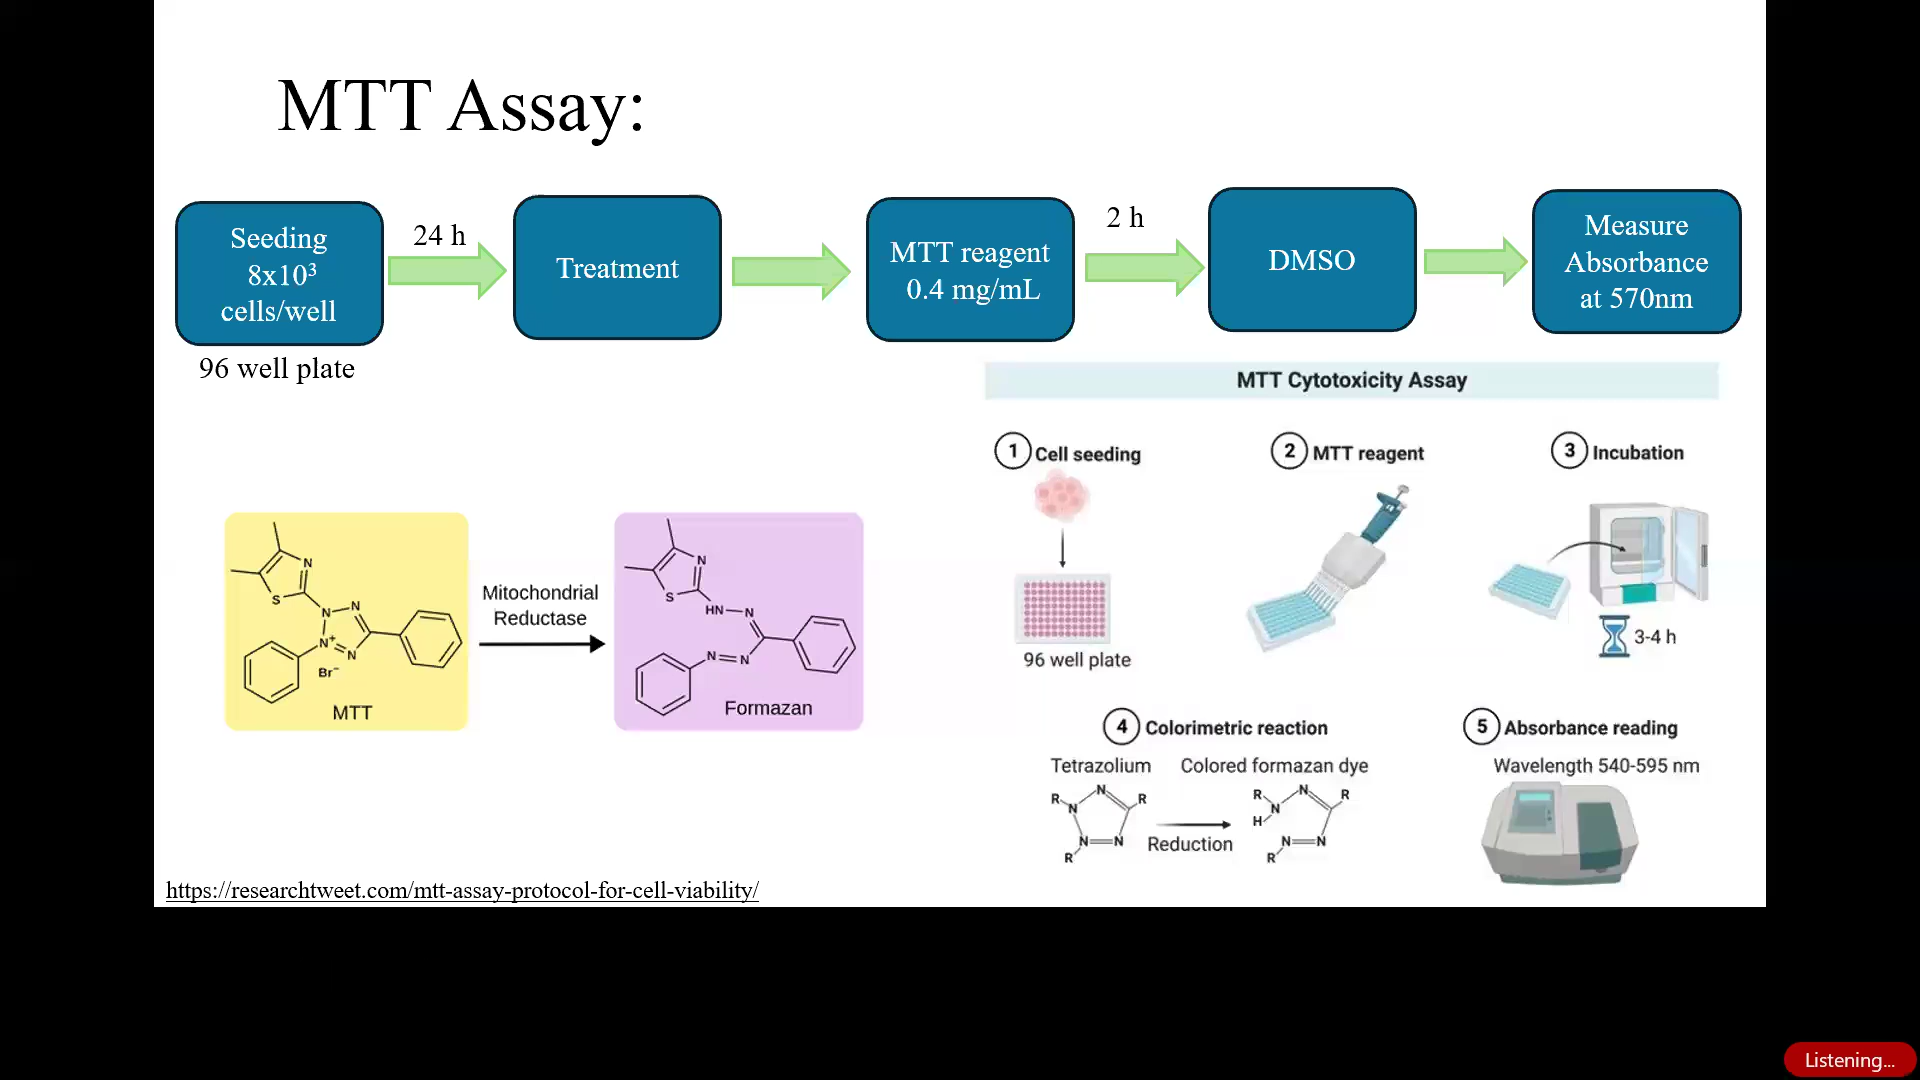 MTT Assay:
Seeding
8x10³
cells/well
24 h
Treatment
MTT reagent
0.4 mg/mL
2 h
DMSO
Measure
Absorbance
at 570nm
96 well plate
MTT Cytotoxicity Assay
1 Cell seeding
96 well plate
2 MTT reagent
3 Incubation
3-4 h
N
S
N
N
N⁺
N
Br⁻
MTT
Mitochondrial
Reductase
N
S
HN
N
N
N
Formazan
4 Colorimetric reaction
Tetrazolium
Colored formazan dye
R
N
N
R
N
N
R
Reduction
R
N
N
R
H
N
N
R
5 Absorbance reading
Wavelength 540-595 nm
https://researchtweet.com/mtt-assay-protocol-for-cell-viability/
Listening...